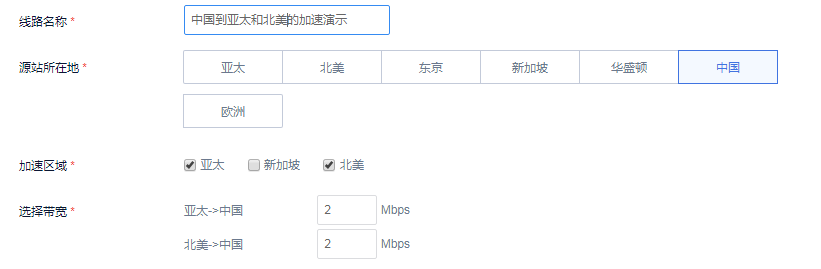 线路名称 * 中国到亚太和北美的加速演示
源站所在地 * 亚太 北美 东京 新加坡 华盛顿 中国
欧洲
加速区域 * 亚太 新加坡 北美
选择带宽 * 亚太->中国 2 Mbps
北美->中国 2 Mbps